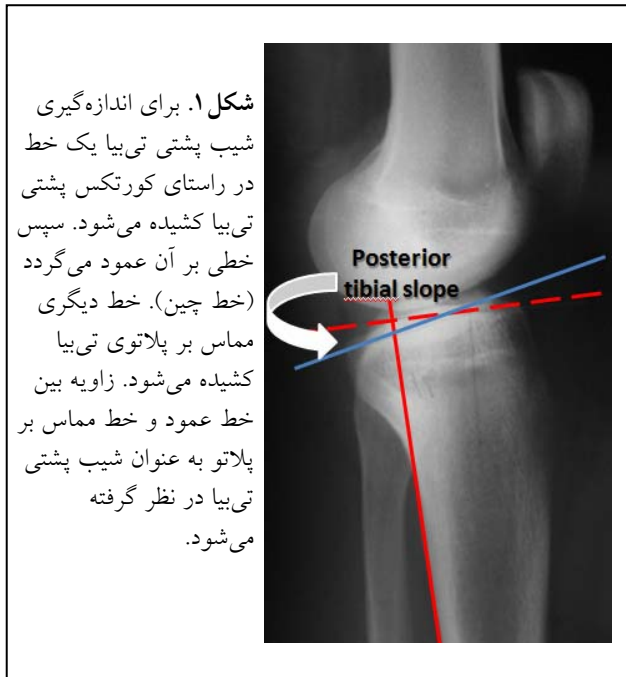 شکل ۱. برای اندازه‌گیری
شیب پشتی تی‌بیا یک خط
در راستای کورتکس پشتی
تی‌بیا کشیده می‌شود. سپس
خطی بر آن عمود می‌گردد
(خط چین). خط دیگری
مماس بر پلاتوی تی‌بیا
کشیده می‌شود. زاویه بین
خط عمود و خط مماس بر
پلاتو به عنوان شیب پشتی
تی‌بیا در نظر گرفته
می‌شود.
Posterior
tibial slope